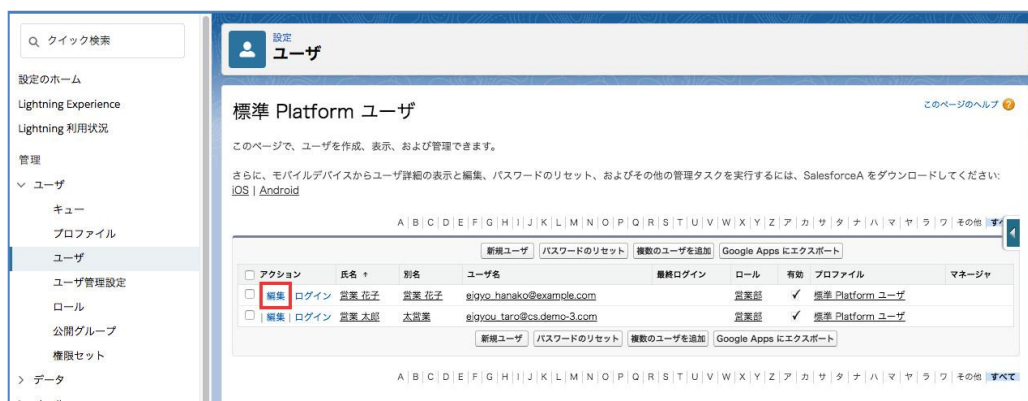 クイック検索
設定のホーム
Lightning Experience
Lightning 利用状況
管理
ユーザ
キュー
プロファイル
ユーザ
ユーザ管理設定
ロール
公開グループ
権限セット
データ
設定
ユーザ
標準 Platform ユーザ
このページのヘルプ ?
このページで、ユーザを作成、表示、および管理できます。
さらに、モバイルデバイスからユーザ詳細の表示と編集、パスワードのリセット、およびその他の管理タスクを実行するには、SalesforceA をダウンロードしてください:
iOS | Android
A | B | C | D | E | F | G | H | I | J | K | L | M | N | O | P | Q | R | S | T | U | V | W | X | Y | Z | ア | カ | サ | タ | ナ | ハ | マ | ヤ | ラ | ワ | その他 | すべ
新規ユーザ パスワードのリセット 複数のユーザを追加 Google Apps にエクスポート
アクション 氏名 ↑ 別名 ユーザ名 最終ログイン ロール 有効 プロファイル マネージャ
編集 ログイン 営業 花子 営業 花子 eigyo_hanako@example.com 営業部 ✓ 標準 Platform ユーザ
| 編集 | ログイン 営業 太郎 太営業 eigyou_taro@cs.demo-3.com 営業部 ✓ 標準 Platform ユーザ
新規ユーザ パスワードのリセット 複数のユーザを追加 Google Apps にエクスポート
A | B | C | D | E | F | G | H | I | J | K | L | M | N | O | P | Q | R | S | T | U | V | W | X | Y | Z | ア | カ | サ | タ | ナ | ハ | マ | ヤ | ラ | ワ | その他 | すべて